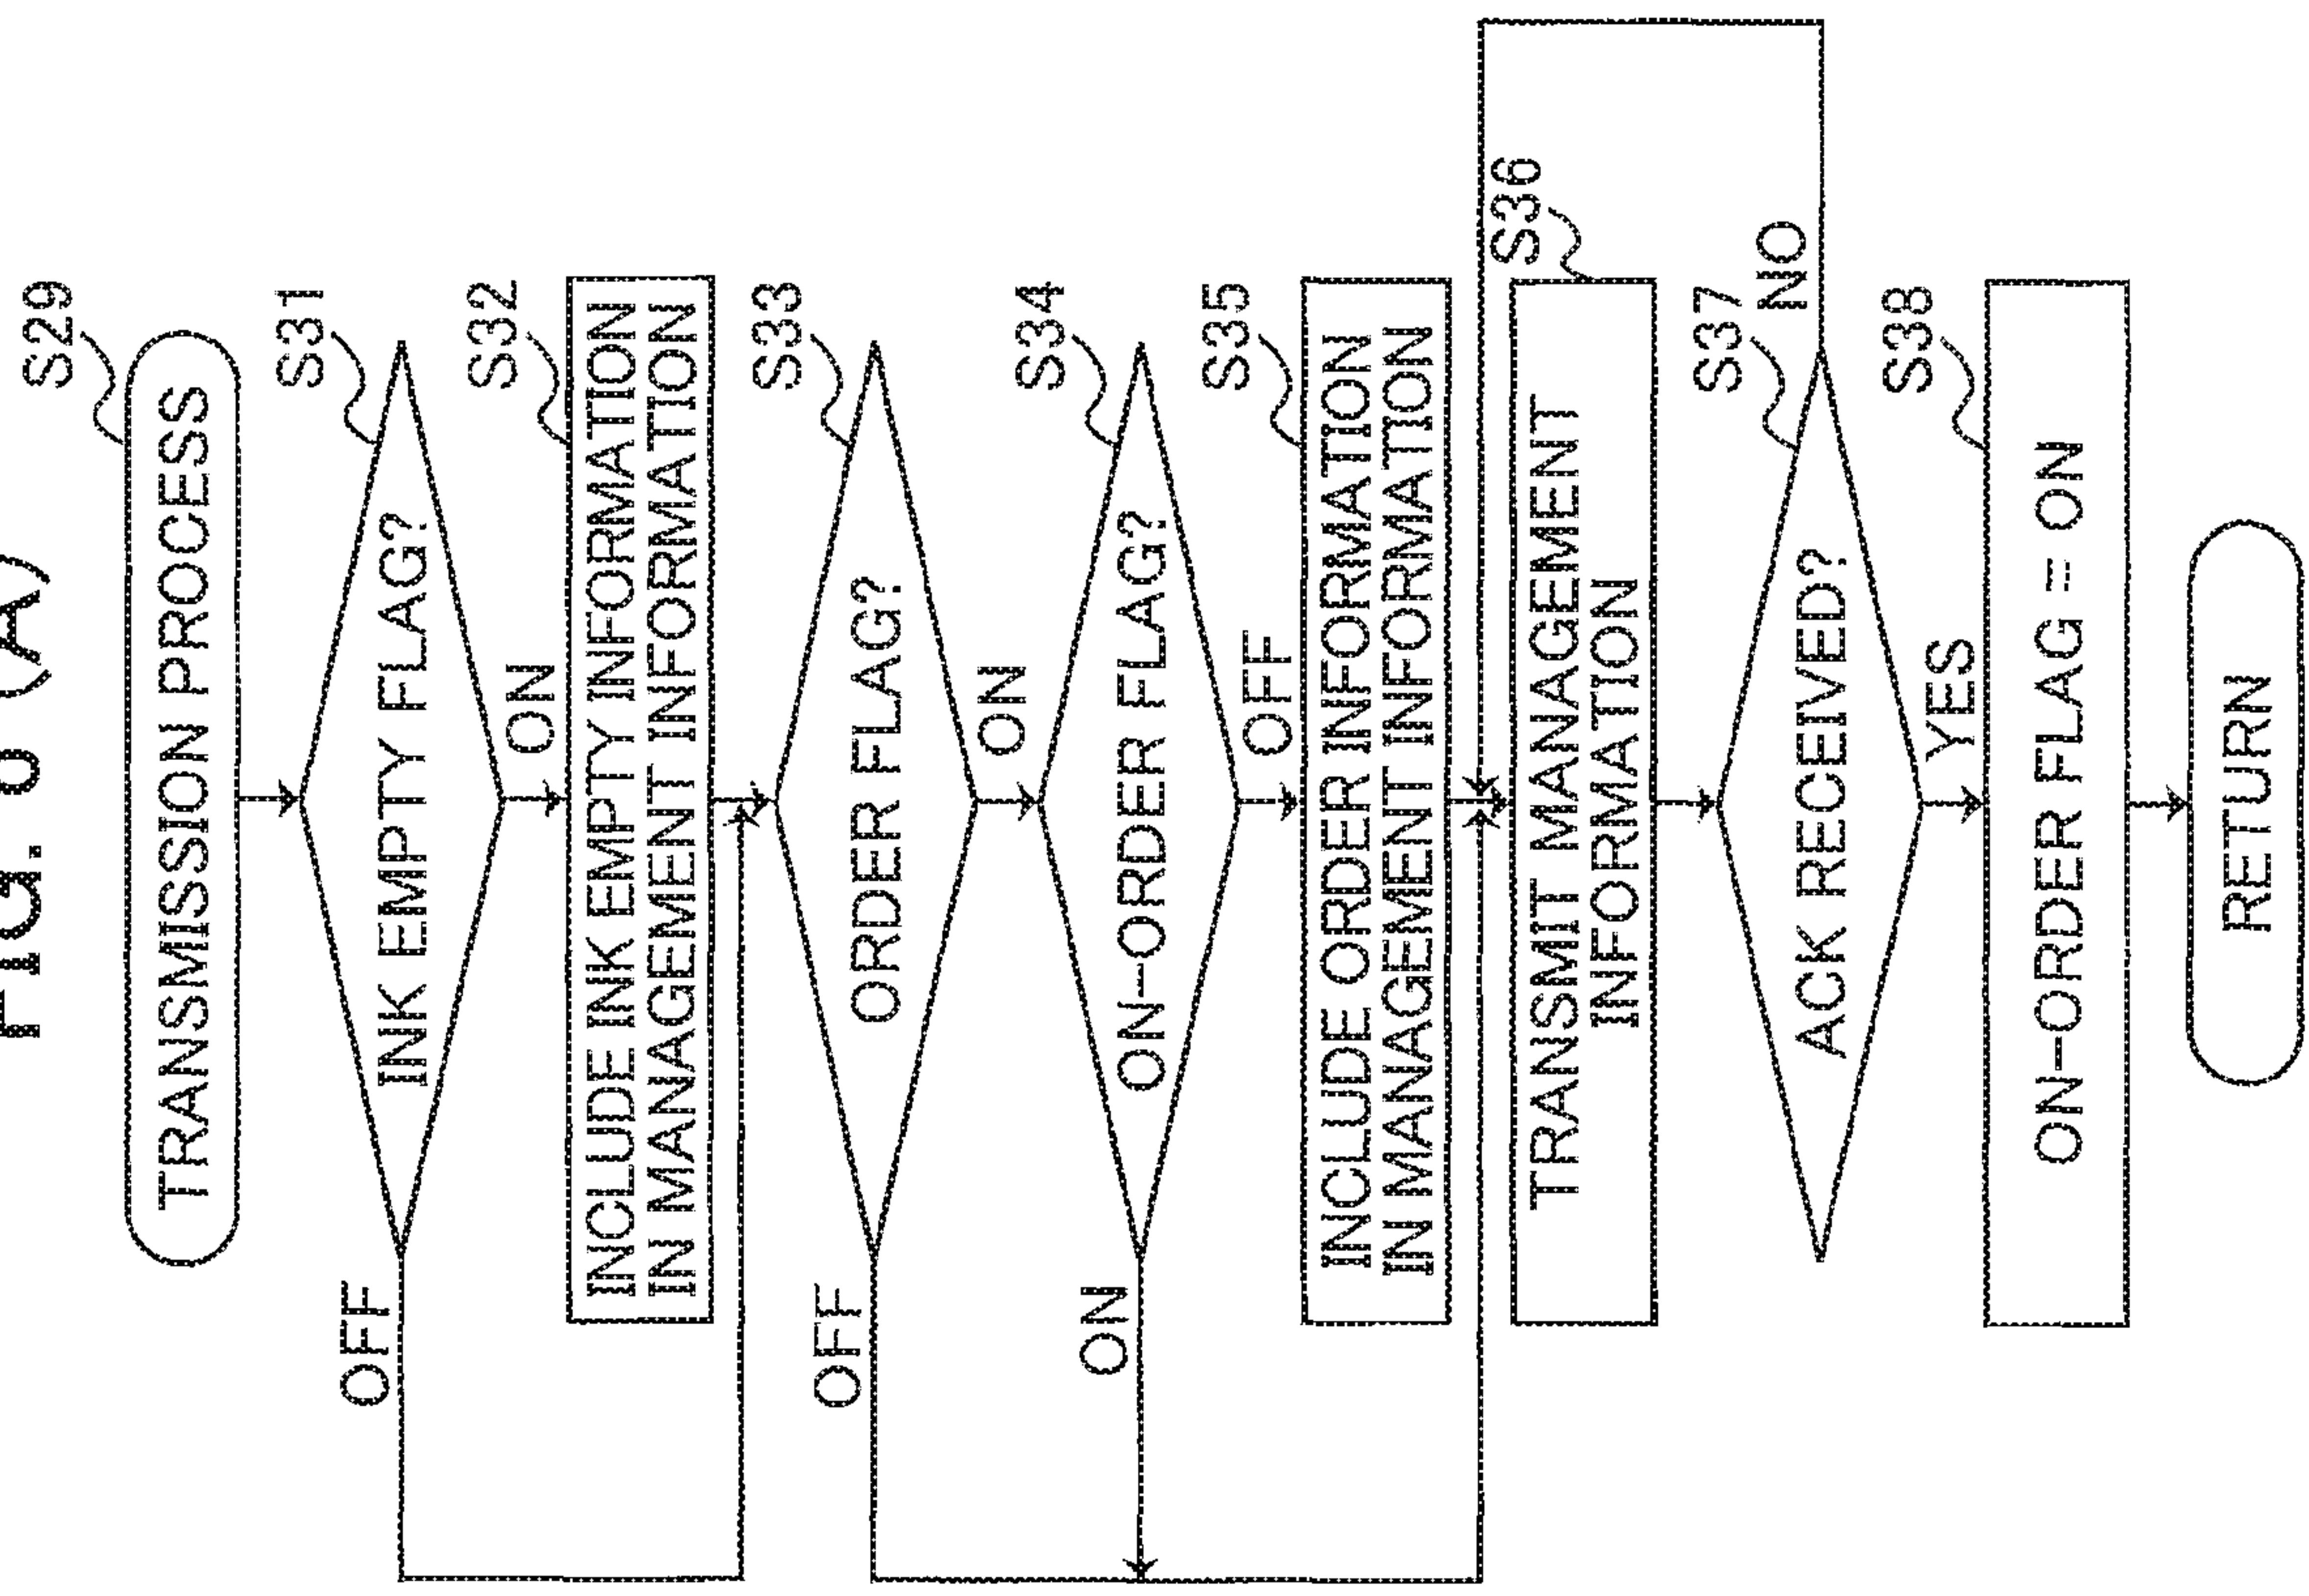 S29
TRANSMISSION PROCESS
S31
INK EMPTY FLAG?
OFF
ON
S32
INCLUDE INK EMPTY INFORMATION
IN MANAGEMENT INFORMATION
S33
ORDER FLAG?
OFF
ON
S34
ON-ORDER FLAG?
ON
OFF
S35
INCLUDE ORDER INFORMATION
IN MANAGEMENT INFORMATION
S36
TRANSMIT MANAGEMENT
INFORMATION
S37
ACK RECEIVED?
NO
YES
S38
ON-ORDER FLAG = ON
RETURN